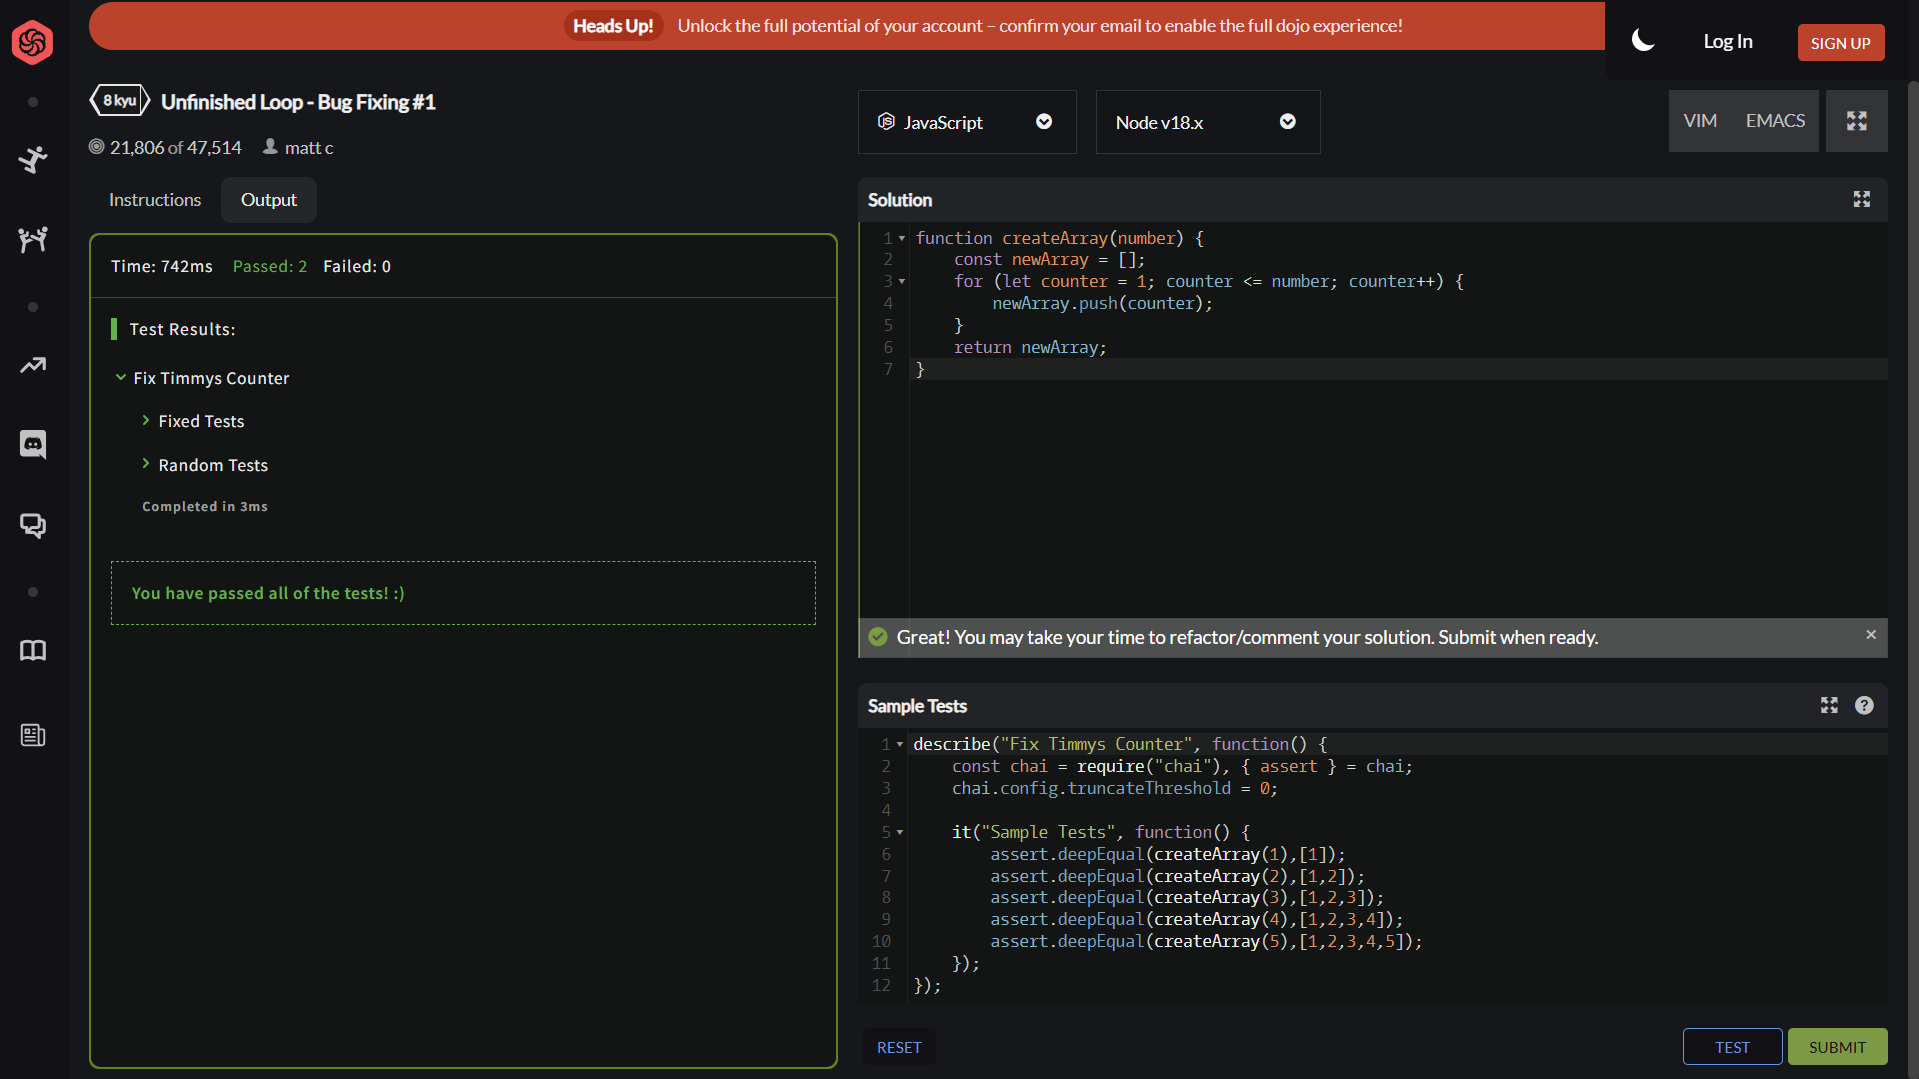 Heads Up! Unlock the full potential of your account – confirm your email to enable the full dojo experience!
Log In
SIGN UP
8 kyu
Unfinished Loop - Bug Fixing #1
21,806 of 47,514
matt c
JavaScript
Node v18.x
VIM
EMACS
Instructions
Output
Time: 742ms Passed: 2 Failed: 0
Test Results:
Fix Timmys Counter
Fixed Tests
Random Tests
Completed in 3ms
You have passed all of the tests! :)
Solution
1 function createArray(number) {
2     const newArray = [];
3     for (let counter = 1; counter <= number; counter++) {
4         newArray.push(counter);
5     }
6     return newArray;
7 }
Great! You may take your time to refactor/comment your solution. Submit when ready.
Sample Tests
1 describe("Fix Timmys Counter", function() {
2     const chai = require("chai"), { assert } = chai;
3     chai.config.truncateThreshold = 0;
4
5     it("Sample Tests", function() {
6         assert.deepEqual(createArray(1),[1]);
7         assert.deepEqual(createArray(2),[1,2]);
8         assert.deepEqual(createArray(3),[1,2,3]);
9         assert.deepEqual(createArray(4),[1,2,3,4]);
10         assert.deepEqual(createArray(5),[1,2,3,4,5]);
11     });
12 });
RESET
TEST
SUBMIT